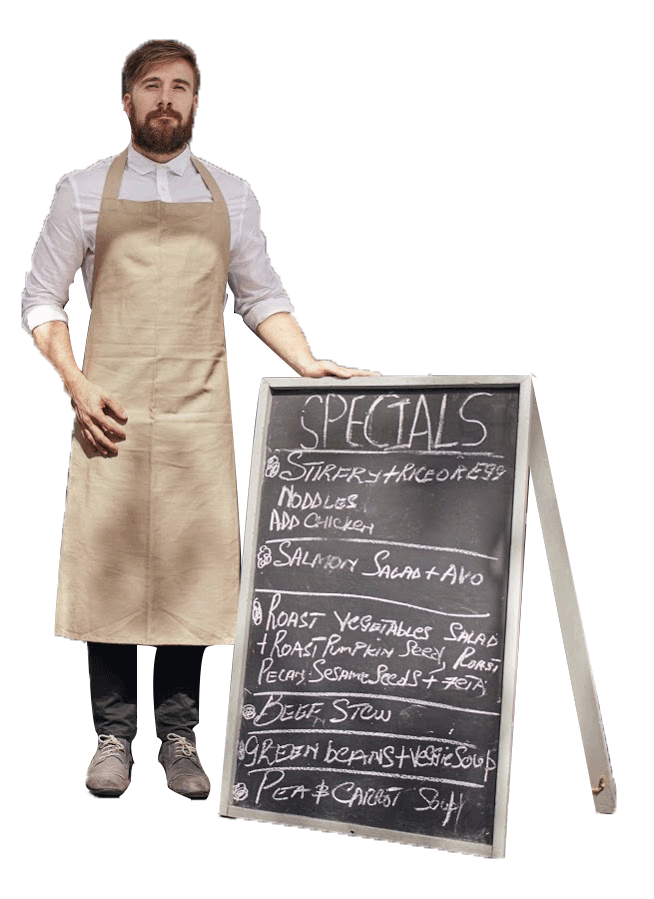 SPECIALS
STIRFRY + RICE OR EGG
NODDLES
ADD CHICKEN
SALMON SALAD + AVO
ROAST VEGETABLES SALAD
+ ROAST PUMPKIN SEED, ROAST
PECAN, SESAME SEEDS + FETA
BEEF STEW
GREEN BEANS + VEGGIE SOUP
PEA & CARROT SOUP